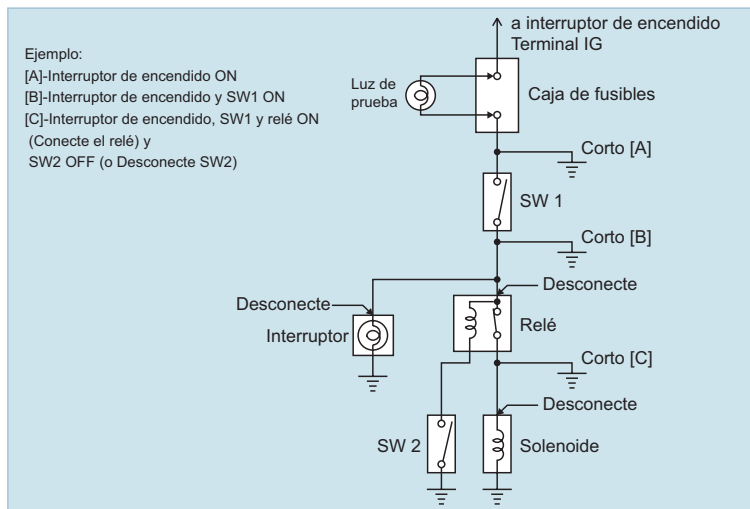 a interruptor de encendido
Terminal IG
Ejemplo:
[A]-Interruptor de encendido ON
[B]-Interruptor de encendido y SW1 ON
[C]-Interruptor de encendido, SW1 y relé ON
(Conecte el relé) y
SW2 OFF (o Desconecte SW2)
Luz de
prueba
Caja de fusibles
Corto [A]
SW 1
Corto [B]
Desconecte
Desconecte
Interruptor
Relé
Corto [C]
Desconecte
SW 2
Solenoide